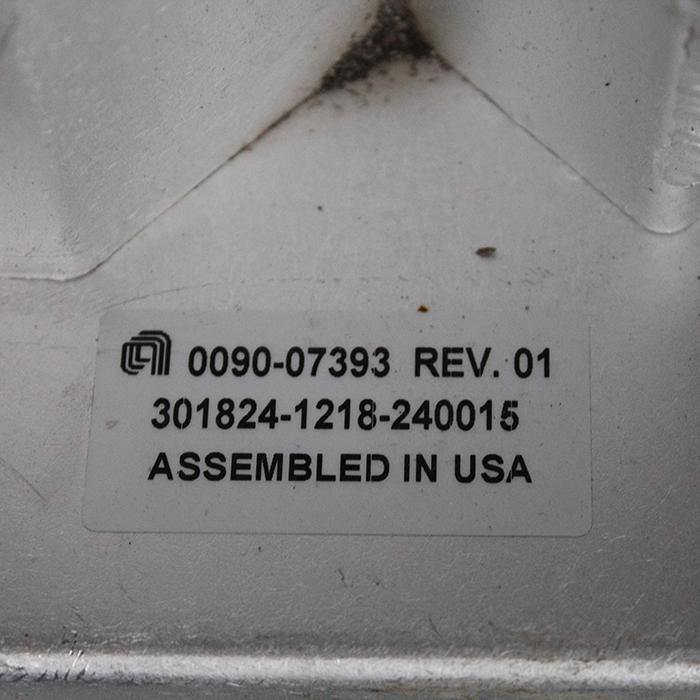 0090-07393 REV. 01
301824-1218-240015
ASSEMBLED IN USA